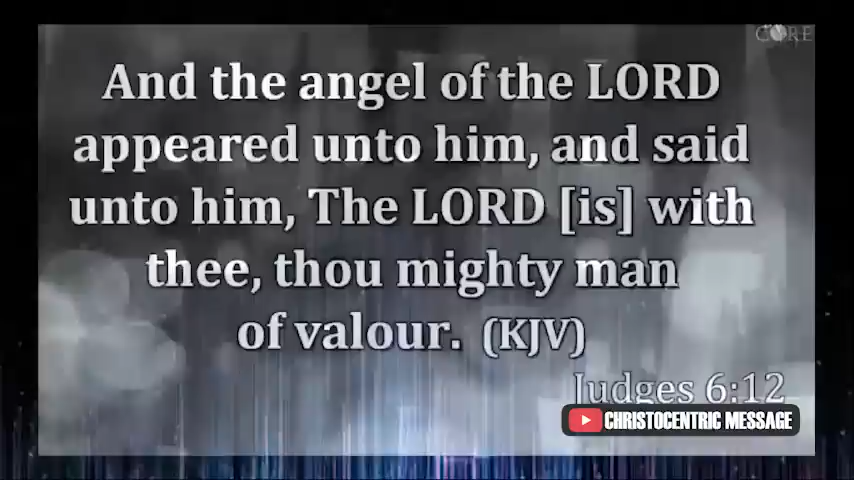 CORE
And the angel of the LORD
appeared unto him, and said
unto him, The LORD [is] with
thee, thou mighty man
of valour. (KJV)
Judges 6:12
CHRISTOCENTRIC MESSAGE